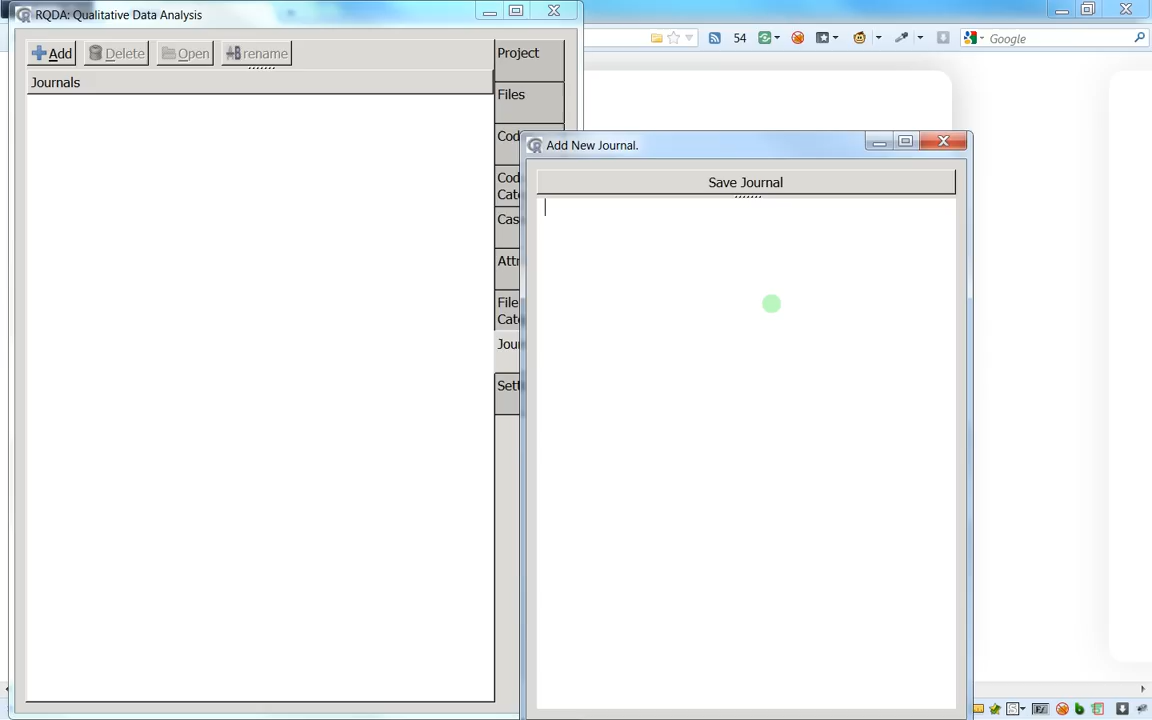 RQDA: Qualitative Data Analysis
Add
Delete
Open
rename
Journals
Project
Files
Cod
Cod
Cate
Cas
Attr
File
Cate
Jour
Sett
54
Google
Add New Journal.
Save Journal